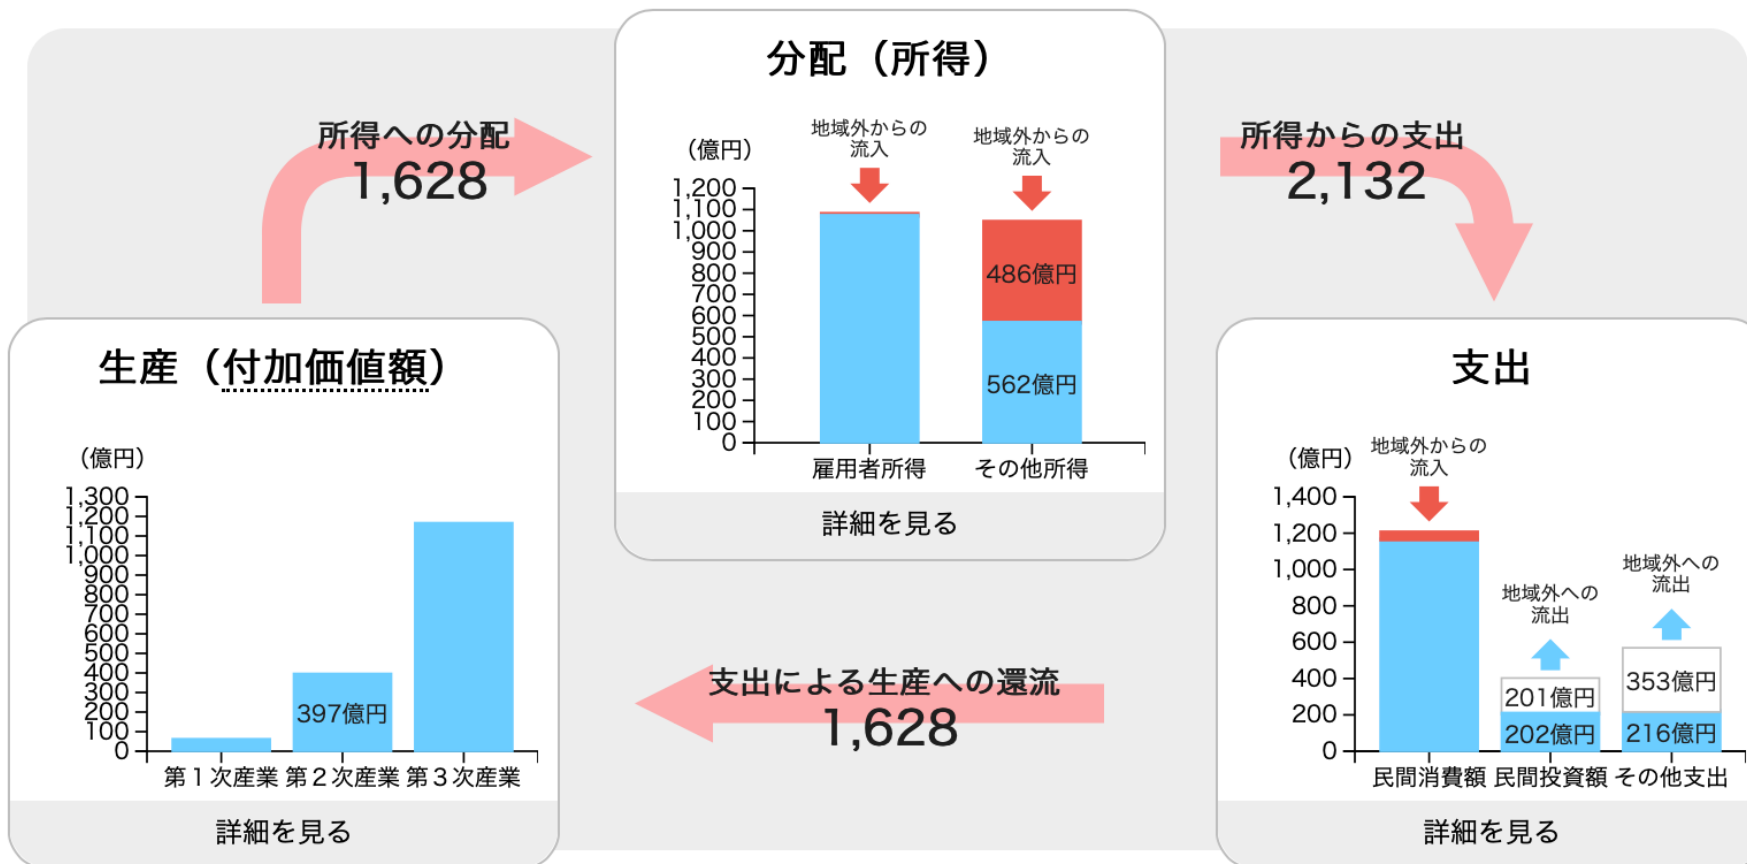 分配（所得）
所得への分配
1,628
所得からの支出
2,132
（億円）
地域外からの
流入
地域外からの
流入
1,200
1,100
1,000
900
800
700
600
500
400
300
200
100
0
486億円
562億円
雇用者所得
その他所得
詳細を見る
生産（付加価値額）
（億円）
1,300
1,200
1,100
1,000
900
800
700
600
500
400
300
200
100
0
397億円
第１次産業
第２次産業
第３次産業
詳細を見る
支出による生産への還流
1,628
支出
（億円）
地域外からの
流入
地域外への
流出
地域外への
流出
1,400
1,200
1,000
800
600
400
200
0
201億円
202億円
353億円
216億円
民間消費額
民間投資額
その他支出
詳細を見る